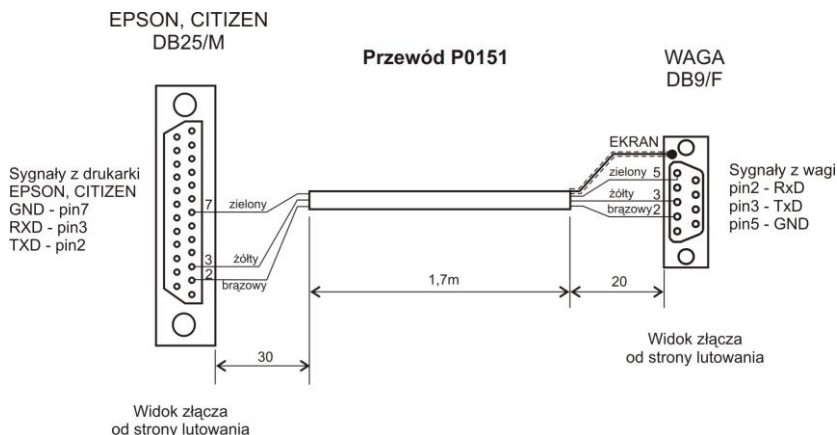 EPSON, CITIZEN
DB25/M
Przewód P0151
WAGA
DB9/F
Sygnały z drukarki
EPSON, CITIZEN
GND - pin7
RXD - pin3
TXD - pin2
7
zielony
3
żółty
2
brązowy
EKRAN
zielony 5
żółty 3
brązowy 2
Sygnały z wagi
pin2 - RxD
pin3 - TxD
pin5 - GND
1,7m
20
30
Widok złącza
od strony lutowania
Widok złącza
od strony lutowania